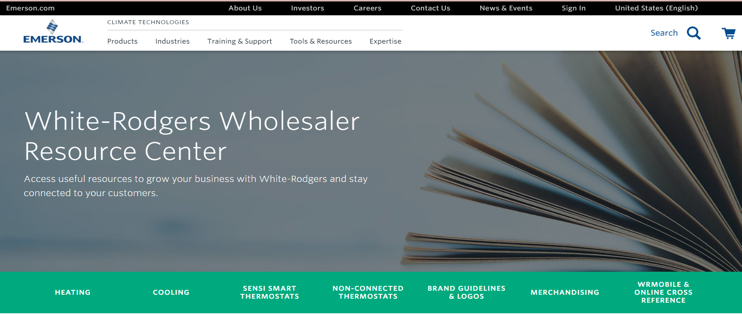 Emerson.com
About Us
Investors
Careers
Contact Us
News & Events
Sign In
United States (English)
EMERSON
CLIMATE TECHNOLOGIES
Products
Industries
Training & Support
Tools & Resources
Expertise
Search
White-Rodgers Wholesaler
Resource Center
Access useful resources to grow your business with White-Rodgers and stay
connected to your customers.
HEATING
COOLING
SENSI SMART
THERMOSTATS
NON-CONNECTED
THERMOSTATS
BRAND GUIDELINES
& LOGOS
MERCHANDISING
WRMOBILE &
ONLINE CROSS
REFERENCE